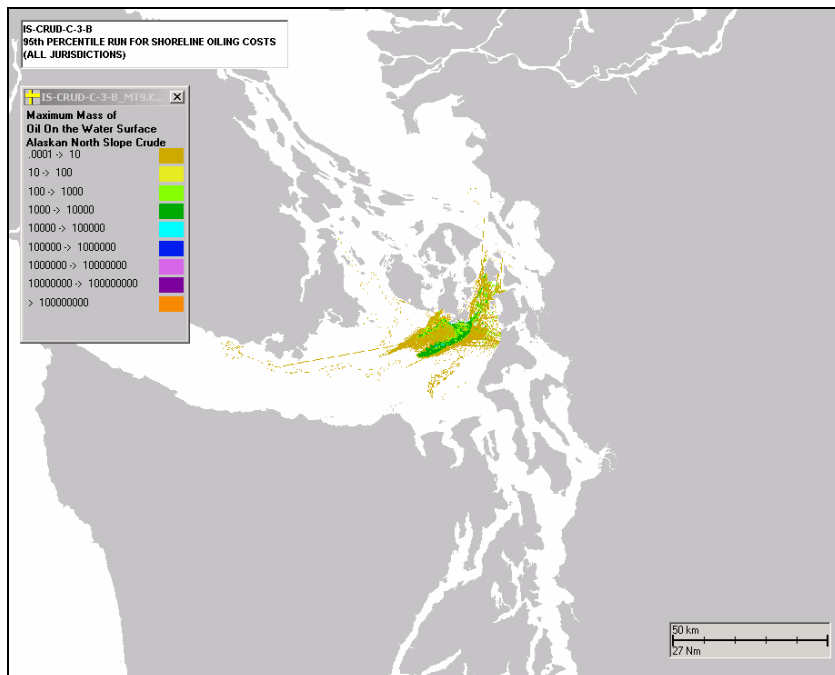 IS-CRUD-C-3-B
95th PERCENTILE RUN FOR SHORELINE OILING COSTS
(ALL JURISDICTIONS)
IS-CRUD-C-3-B_MT9.K...
Maximum Mass of
Oil On the Water Surface
Alaskan North Slope Crude
.0001 -> 10
10 -> 100
100 -> 1000
1000 -> 10000
10000 -> 100000
100000 -> 1000000
1000000 -> 10000000
10000000 -> 100000000
> 100000000
50 km
27 Nm